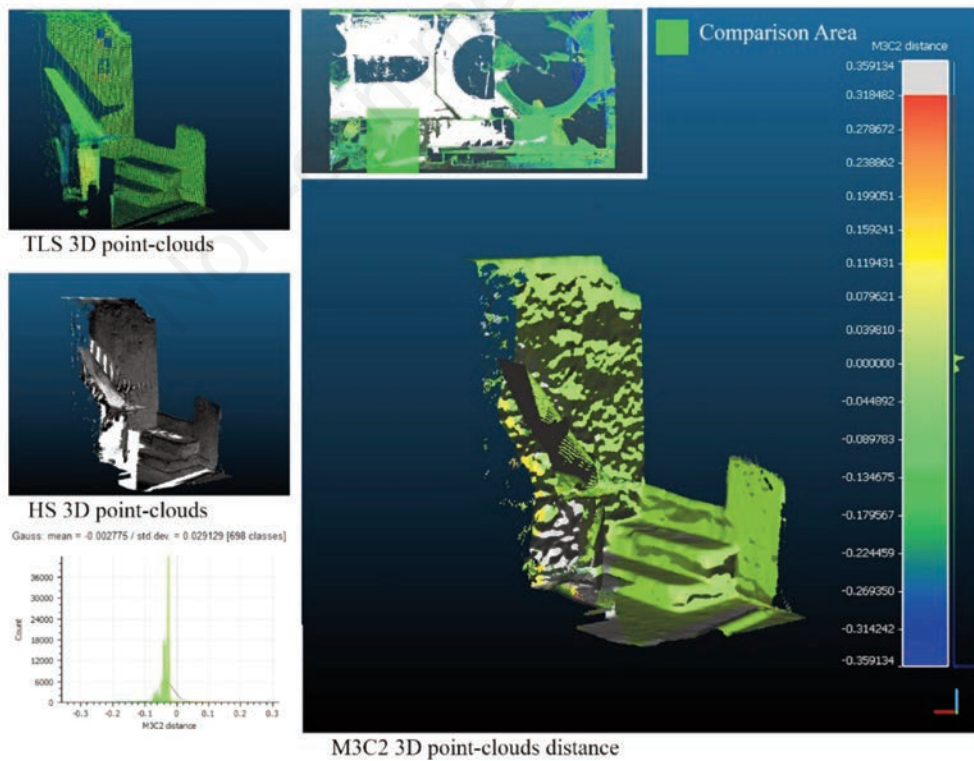 Comparison Area
M3C2 distance
0.359134
0.318482
0.278672
0.238862
0.199051
0.159241
0.119431
0.079621
0.039810
0.000000
-0.044892
-0.089783
-0.134675
-0.179567
-0.224459
-0.269350
-0.314242
-0.359134
TLS 3D point-clouds
HS 3D point-clouds
Gauss: mean = -0.002775 / std.dev. = 0.029129 [698 classes]
Count
36000
30000
24000
18000
12000
6000
0
-0.3 -0.2 -0.1 0 0.1 0.2 0.3
M3C2 distance
M3C2 3D point-clouds distance